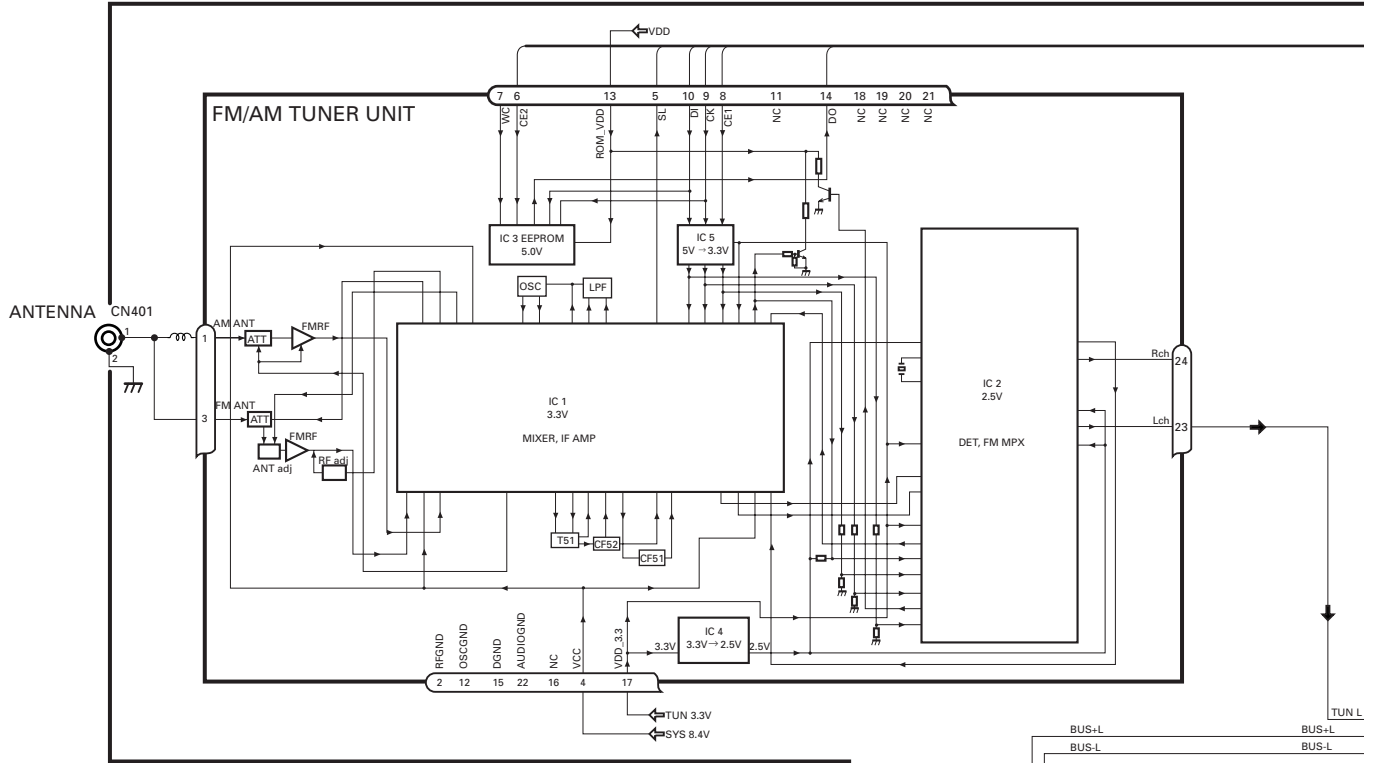 VDD
7 6 13 5 10 9 8 11 14 18 19 20 21
FM/AM TUNER UNIT
WC
CE2
ROM_VDD
SL
DI
CK
CE1
NC
DO
NC
NC
NC
NC
IC 3 EEPROM
5.0V
IC 5
5V → 3.3V
OSC
LPF
ANTENNA
CN401
1
2
1
AM ANT
ATT
FMRF
3
FM ANT
ATT
FMRF
ANT adj
RF adj
IC 1
3.3V
MIXER, IF AMP
IC 2
2.5V
DET, FM MPX
Rch
24
Lch
23
T51
CF52
CF51
IC 4
3.3V→2.5V
3.3V
2.5V
RFGND
OSCGND
DGND
AUDIOGND
NC
VCC
VDD_3.3
2 12 15 22 16 4 17
TUN 3.3V
SYS 8.4V
TUN L
BUS+L
BUS+L
BUS-L
BUS-L